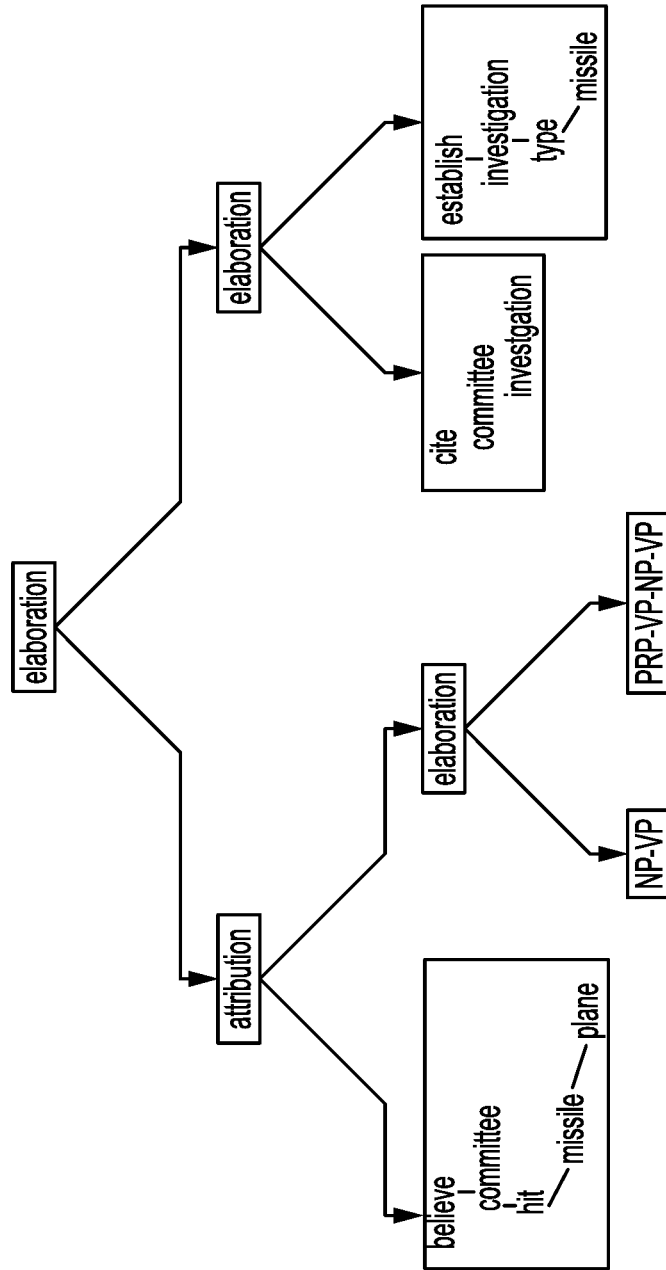 elaboration
attribution
elaboration
believe
committee
hit
missile
plane
elaboration
cite
committee
investgation
establish
investigation
type
missile
NP-VP
PRP-VP-NP-VP